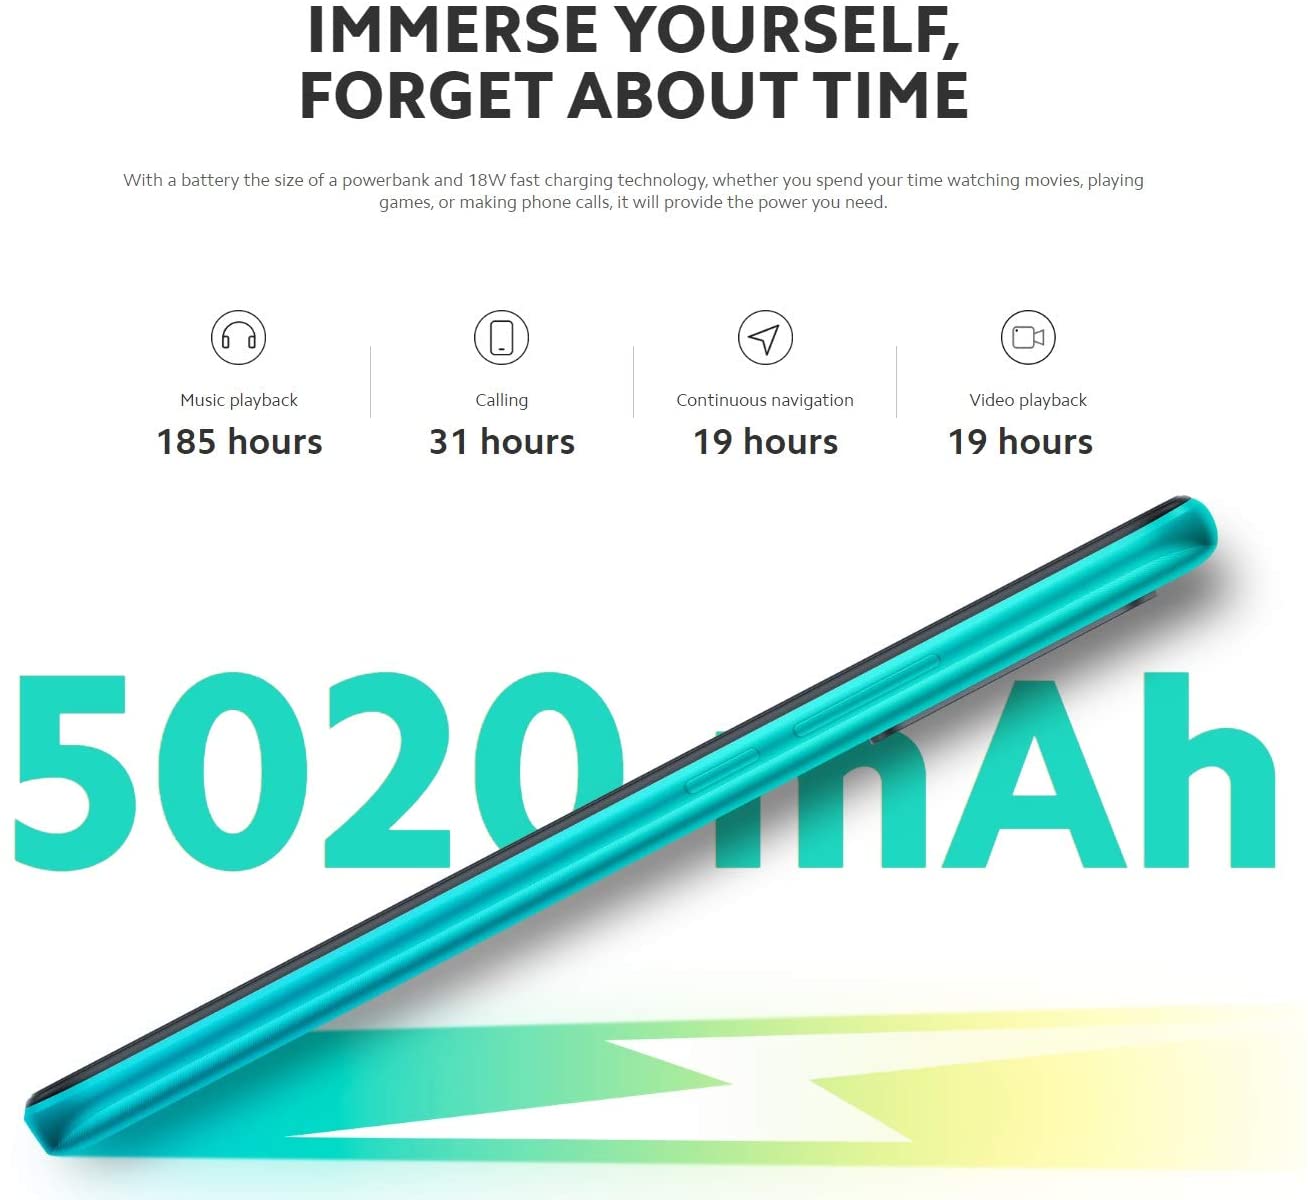 IMMERSE YOURSELF,
FORGET ABOUT TIME
With a battery the size of a powerbank and 18W fast charging technology, whether you spend your time watching movies, playing
games, or making phone calls, it will provide the power you need.
Music playback
185 hours
Calling
31 hours
Continuous navigation
19 hours
Video playback
19 hours
5020 mAh